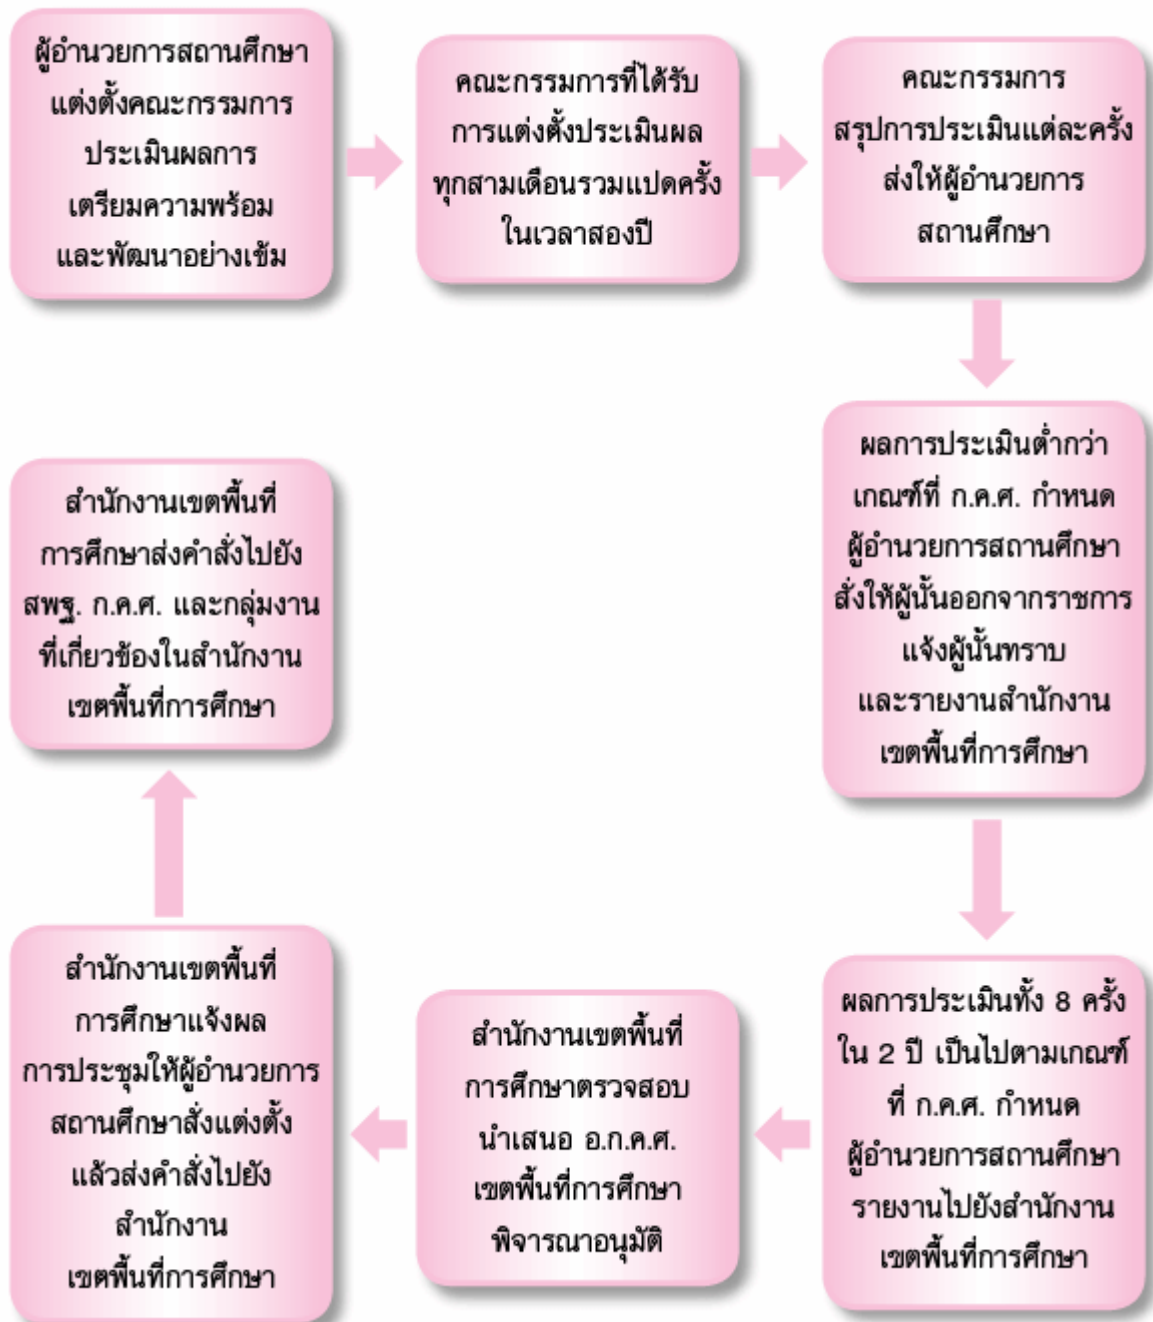 ผู้อำนวยการสถานศึกษา
แต่งตั้งคณะกรรมการ
ประเมินผลการ
เตรียมความพร้อม
และพัฒนาอย่างเข้ม
คณะกรรมการที่ได้รับ
การแต่งตั้งประเมินผล
ทุกสามเดือนรวมแปดครั้ง
ในเวลาสองปี
คณะกรรมการ
สรุปการประเมินแต่ละครั้ง
ส่งให้ผู้อำนวยการ
สถานศึกษา
ผลการประเมินต่ำกว่า
เกณฑ์ที่ ก.ค.ศ. กำหนด
ผู้อำนวยการสถานศึกษา
สั่งให้ผู้นั้นออกจากราชการ
แจ้งผู้นั้นทราบ
และรายงานสำนักงาน
เขตพื้นที่การศึกษา
ผลการประเมินทั้ง 8 ครั้ง
ใน 2 ปี เป็นไปตามเกณฑ์
ที่ ก.ค.ศ. กำหนด
ผู้อำนวยการสถานศึกษา
รายงานไปยังสำนักงาน
เขตพื้นที่การศึกษา
สำนักงานเขตพื้นที่
การศึกษาตรวจสอบ
นำเสนอ อ.ก.ค.ศ.
เขตพื้นที่การศึกษา
พิจารณาอนุมัติ
สำนักงานเขตพื้นที่
การศึกษาแจ้งผล
การประชุมให้ผู้อำนวยการ
สถานศึกษาสั่งแต่งตั้ง
แล้วส่งคำสั่งไปยัง
สำนักงาน
เขตพื้นที่การศึกษา
สำนักงานเขตพื้นที่
การศึกษาส่งคำสั่งไปยัง
สพฐ. ก.ค.ศ. และกลุ่มงาน
ที่เกี่ยวข้องในสำนักงาน
เขตพื้นที่การศึกษา